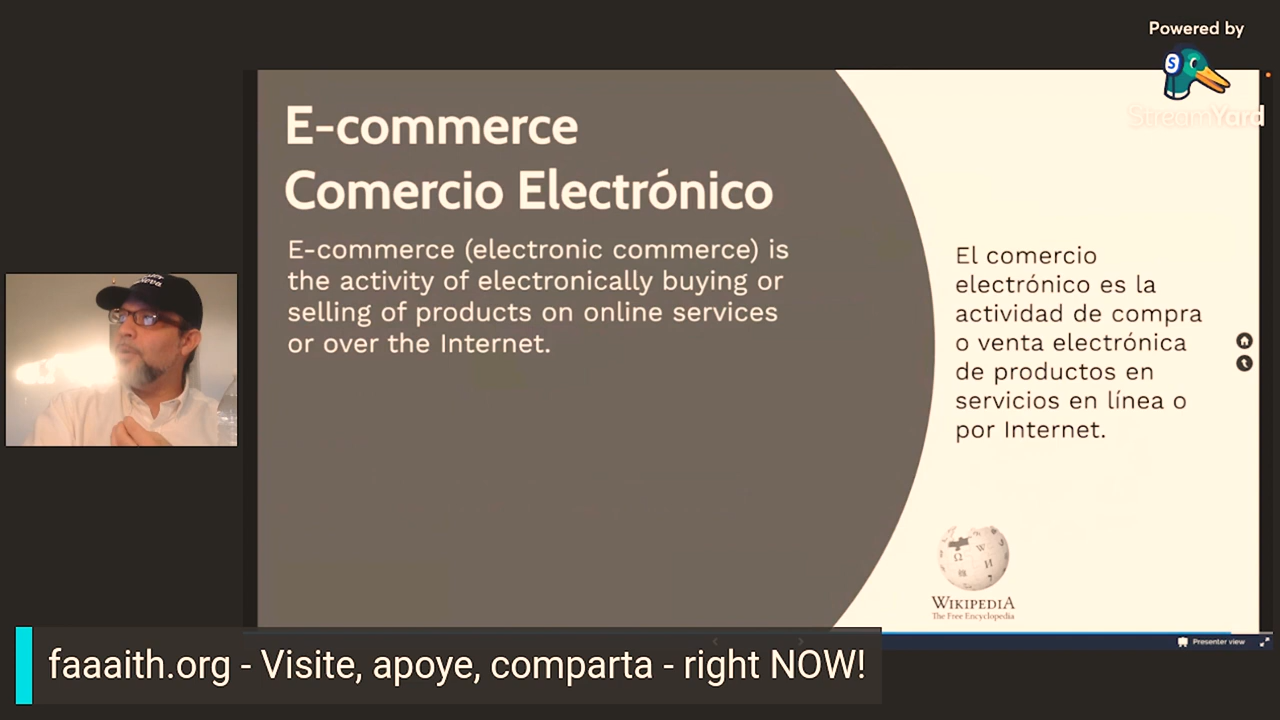 Powered by
StreamYard
E-commerce
Comercio Electrónico
E-commerce (electronic commerce) is
the activity of electronically buying or
selling of products on online services
or over the Internet.
El comercio
electrónico es la
actividad de compra
o venta electrónica
de productos en
servicios en línea o
por Internet.
WIKIPEDIA
The Free Encyclopedia
Presenter view
faaaith.org - Visite, apoye, comparta - right NOW!